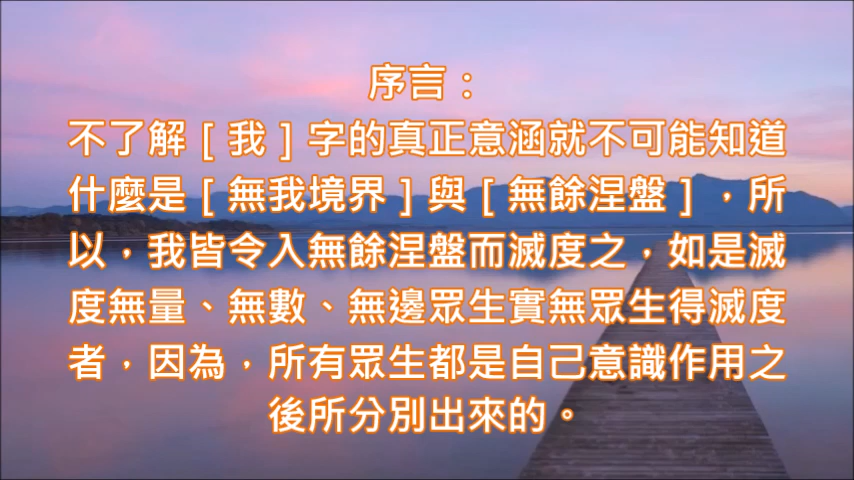 序言：
不了解［我］字的真正意涵就不可能知道
什麼是［無我境界］與［無餘涅盤］，所
以，我皆令入無餘涅盤而滅度之，如是滅
度無量、無數、無邊眾生實無眾生得滅度
者，因為，所有眾生都是自己意識作用之
後所分別出來的。